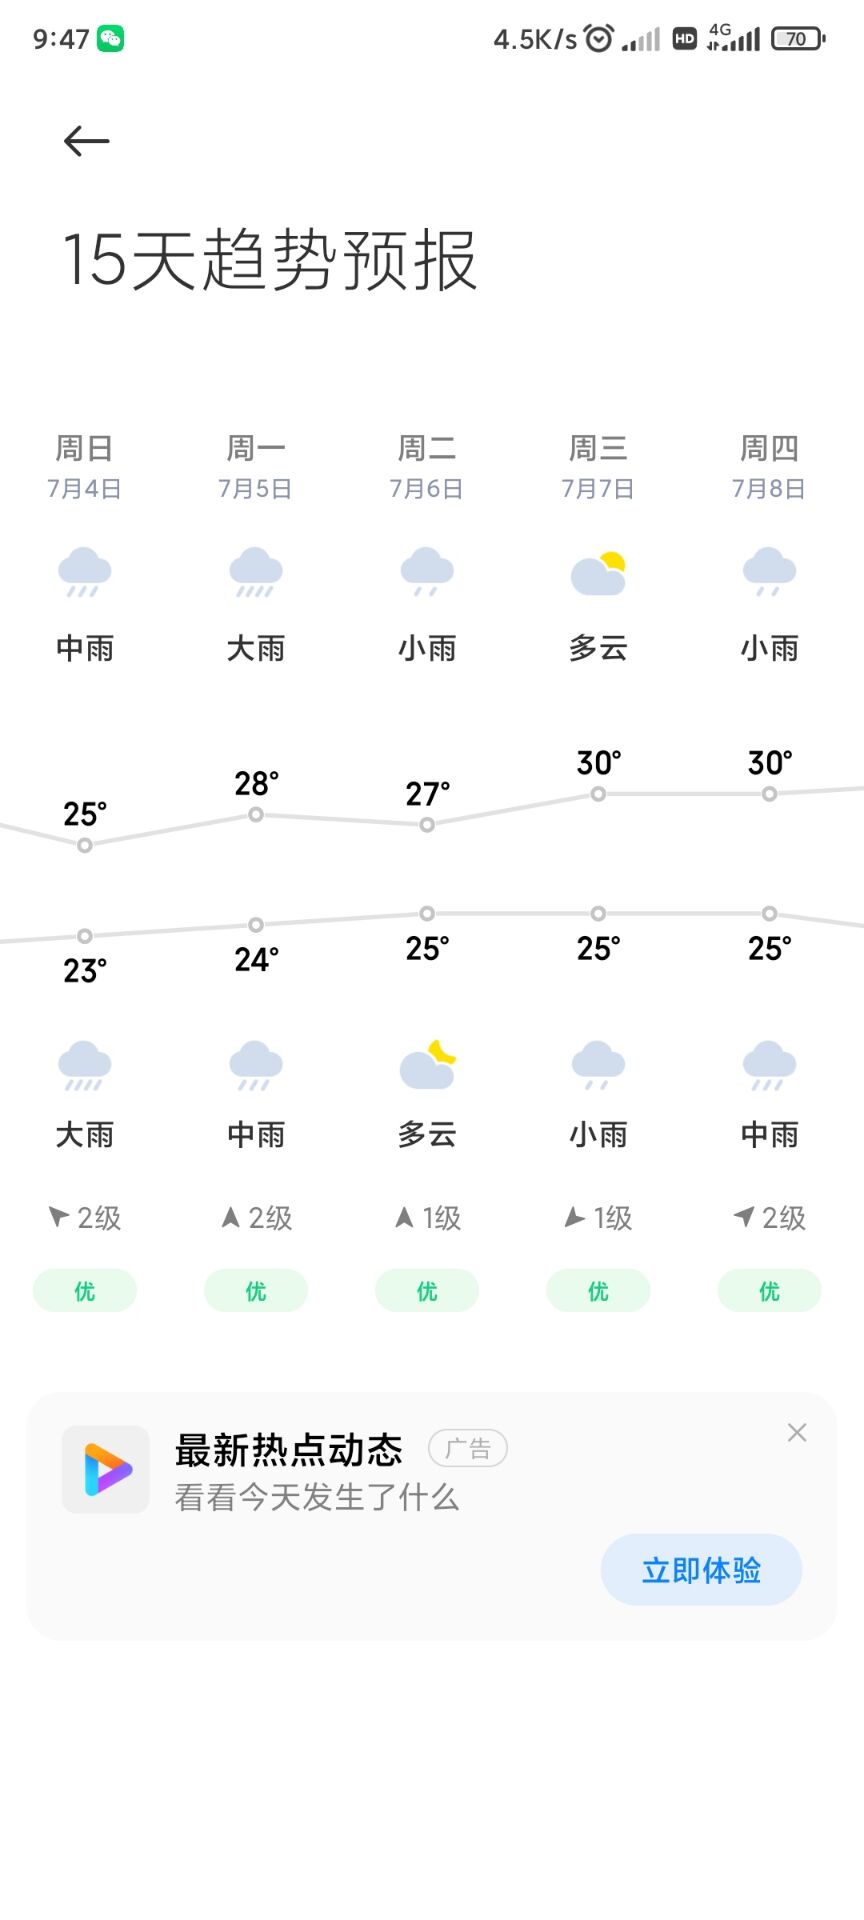 9:47 4.5K/s HD 4G 70
15天趋势预报
周日 周一 周二 周三 周四
7月4日 7月5日 7月6日 7月7日 7月8日
中雨 大雨 小雨 多云 小雨
25° 28° 27° 30° 30°
23° 24° 25° 25° 25°
大雨 中雨 多云 小雨 中雨
2级 2级 1级 1级 2级
优 优 优 优 优
最新热点动态 广告
看看今天发生了什么
立即体验